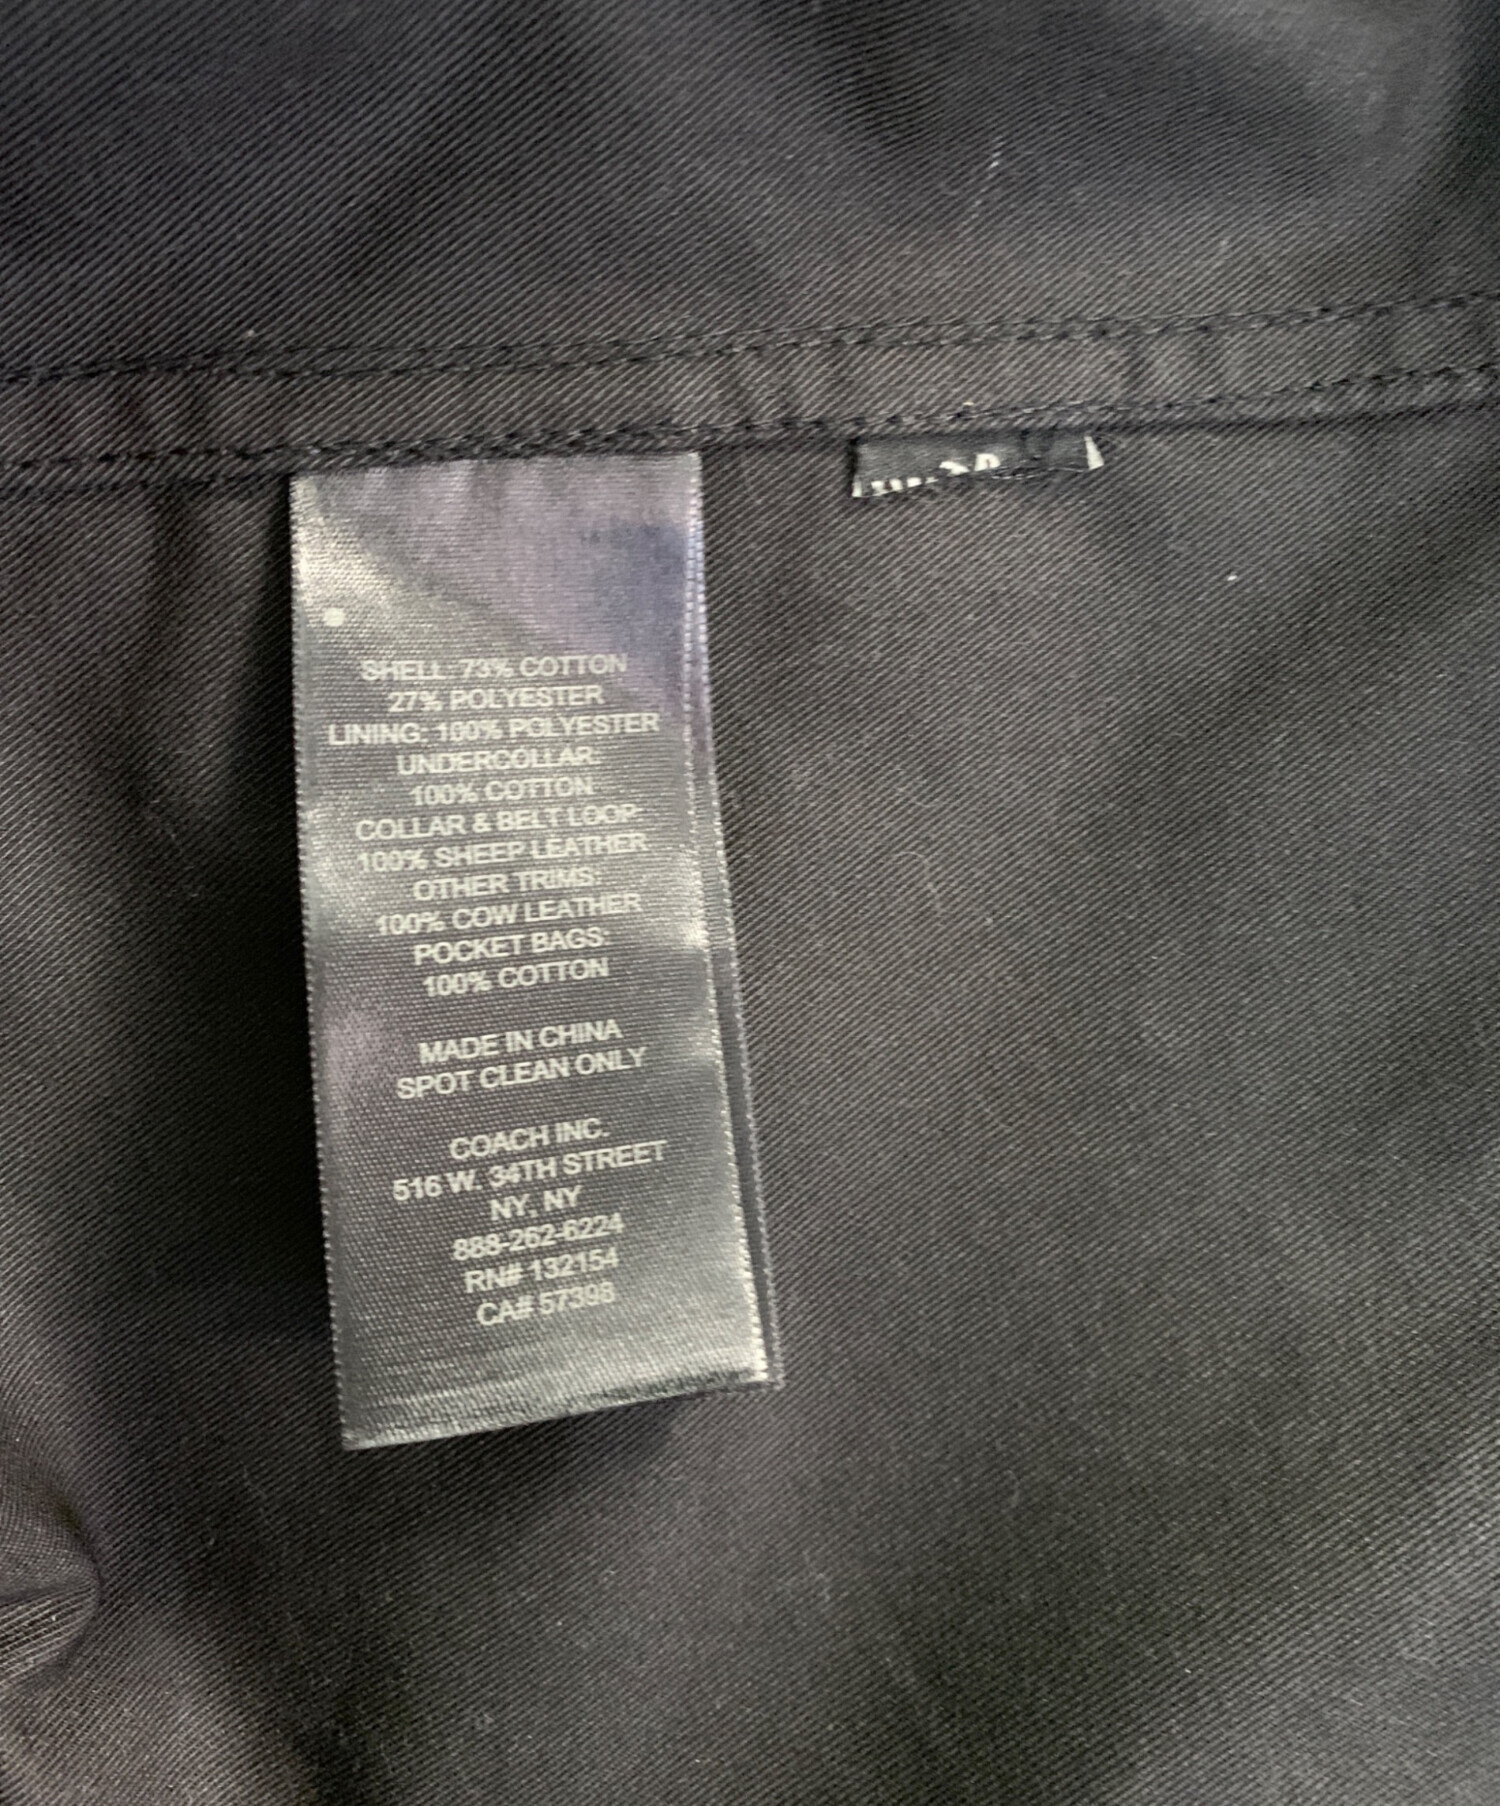 SHELL: 73% COTTON
27% POLYESTER
LINING: 100% POLYESTER
UNDERCOLLAR:
100% COTTON
COLLAR & BELT LOOP:
100% SHEEP LEATHER
OTHER TRIMS:
100% COW LEATHER
POCKET BAGS:
100% COTTON
MADE IN CHINA
SPOT CLEAN ONLY
COACH INC.
516 W. 34TH STREET
NY, NY
888-262-6224
RN# 132154
CA# 57398